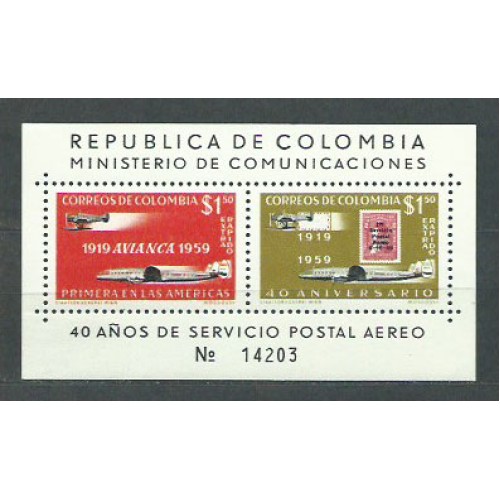 REPUBLICA DE COLOMBIA
MINISTERIO DE COMUNICACIONES
CORREOS DE COLOMBIA $1.50
EXTRA RAPIDO
1919 AVIANCA 1959
PRIMERA EN LAS AMERICAS
CORREOS DE COLOMBIA $1.50
EXTRA RAPIDO
1919
1959
40 ANIVERSARIO
40 AÑOS DE SERVICIO POSTAL AEREO
No 14203